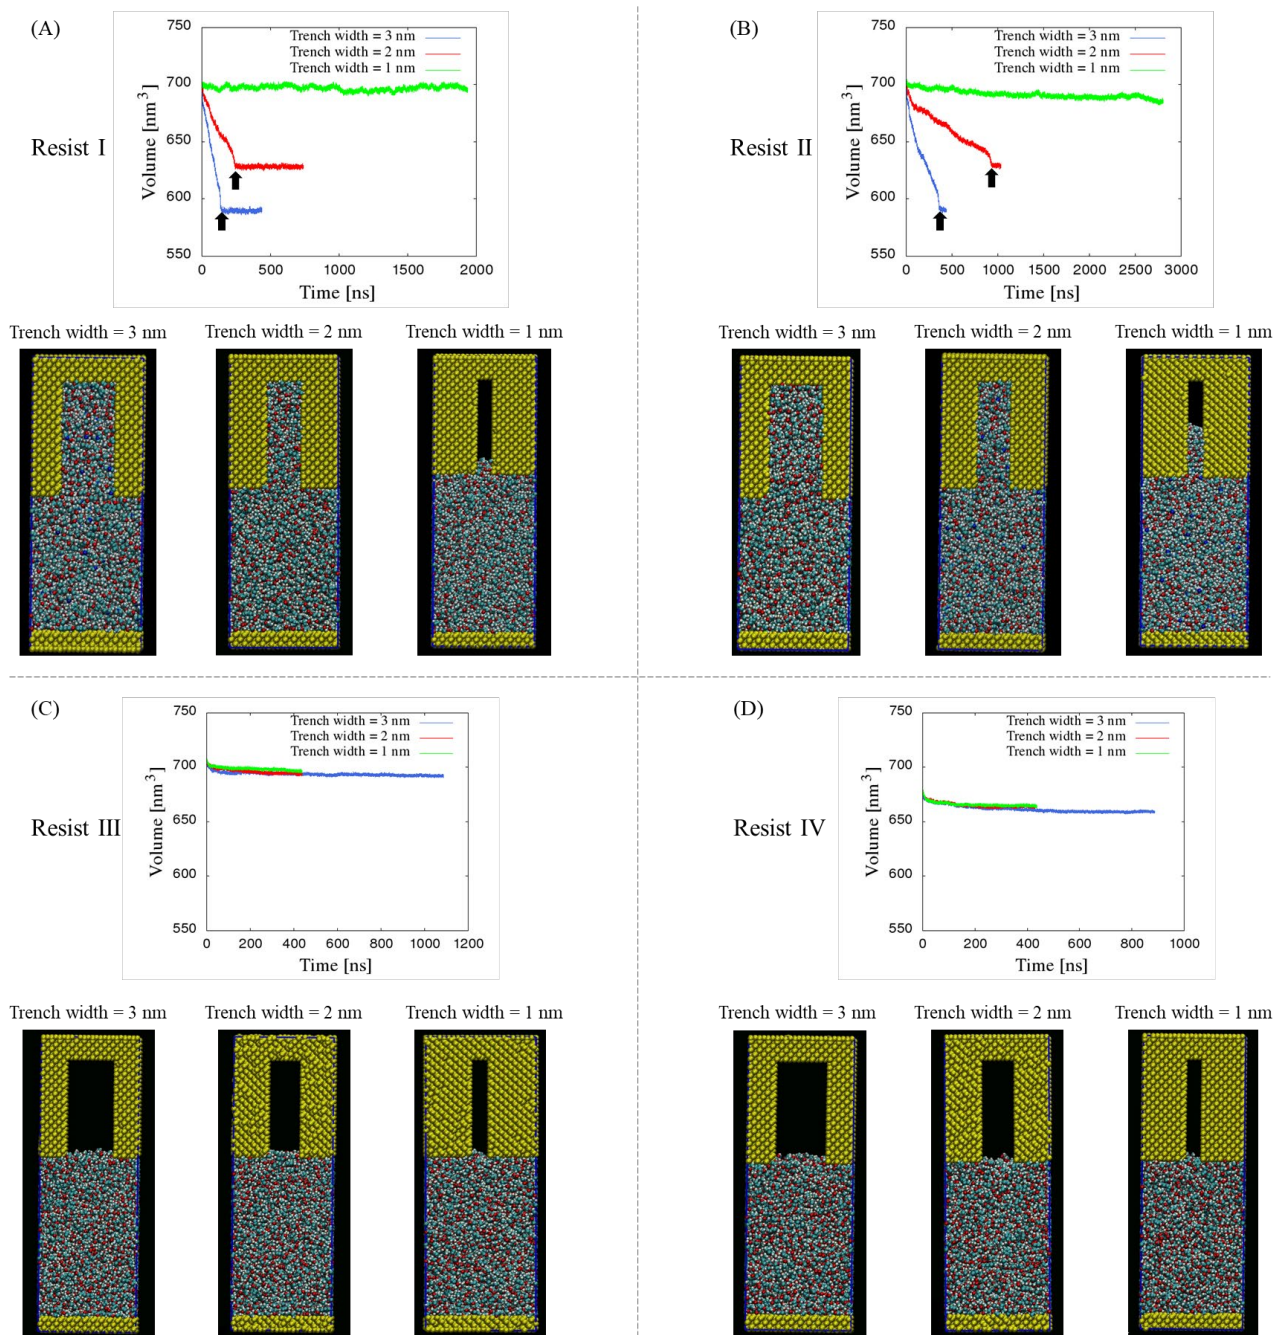 (A)
750
700
650
600
550
Volume [nm³]
Trench width = 3 nm
Trench width = 2 nm
Trench width = 1 nm
0 500 1000 1500 2000
Time [ns]
Resist I
Trench width = 3 nm Trench width = 2 nm Trench width = 1 nm
(B)
750
700
650
600
550
Volume [nm³]
Trench width = 3 nm
Trench width = 2 nm
Trench width = 1 nm
0 500 1000 1500 2000 2500 3000
Time [ns]
Resist II
Trench width = 3 nm Trench width = 2 nm Trench width = 1 nm
(C)
750
700
650
600
550
Volume [nm³]
Trench width = 3 nm
Trench width = 2 nm
Trench width = 1 nm
0 200 400 600 800 1000 1200
Time [ns]
Resist III
Trench width = 3 nm Trench width = 2 nm Trench width = 1 nm
(D)
750
700
650
600
550
Volume [nm³]
Trench width = 3 nm
Trench width = 2 nm
Trench width = 1 nm
0 200 400 600 800 1000
Time [ns]
Resist IV
Trench width = 3 nm Trench width = 2 nm Trench width = 1 nm